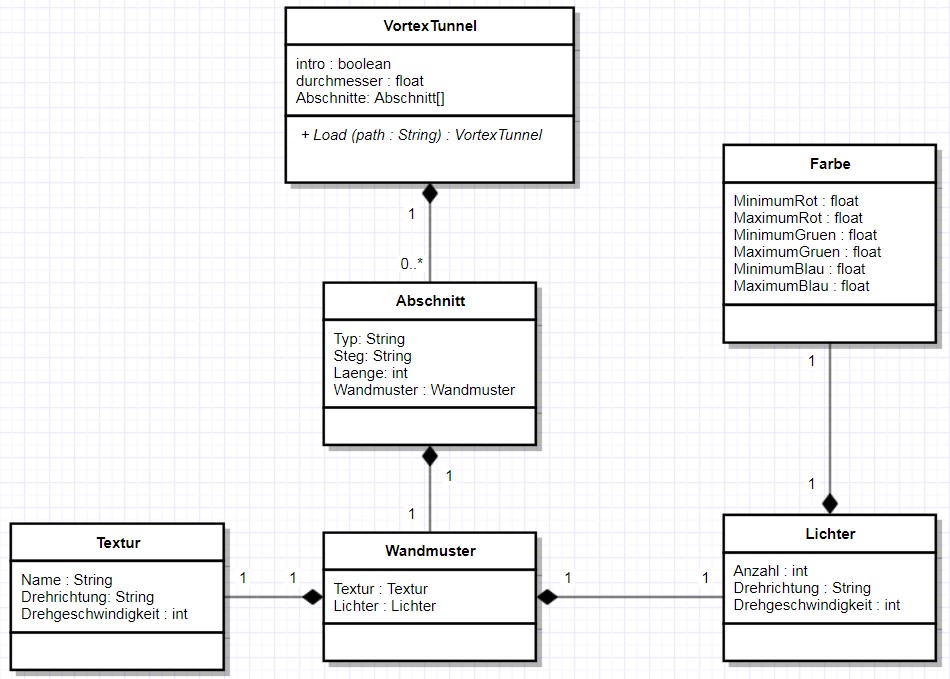 VortexTunnel
intro : boolean
durchmesser : float
Abschnitte: Abschnitt[]
+ Load (path : String) : VortexTunnel
1
0..*
Abschnitt
Typ: String
Steg: String
Laenge: int
Wandmuster : Wandmuster
1
1
Farbe
MinimumRot : float
MaximumRot : float
MinimumGruen : float
MaximumGruen : float
MinimumBlau : float
MaximumBlau : float
1
1
Textur
Name : String
Drehrichtung: String
Drehgeschwindigkeit : int
1
1
Wandmuster
Textur : Textur
Lichter : Lichter
1
1
Lichter
Anzahl : int
Drehrichtung : String
Drehgeschwindigkeit : int